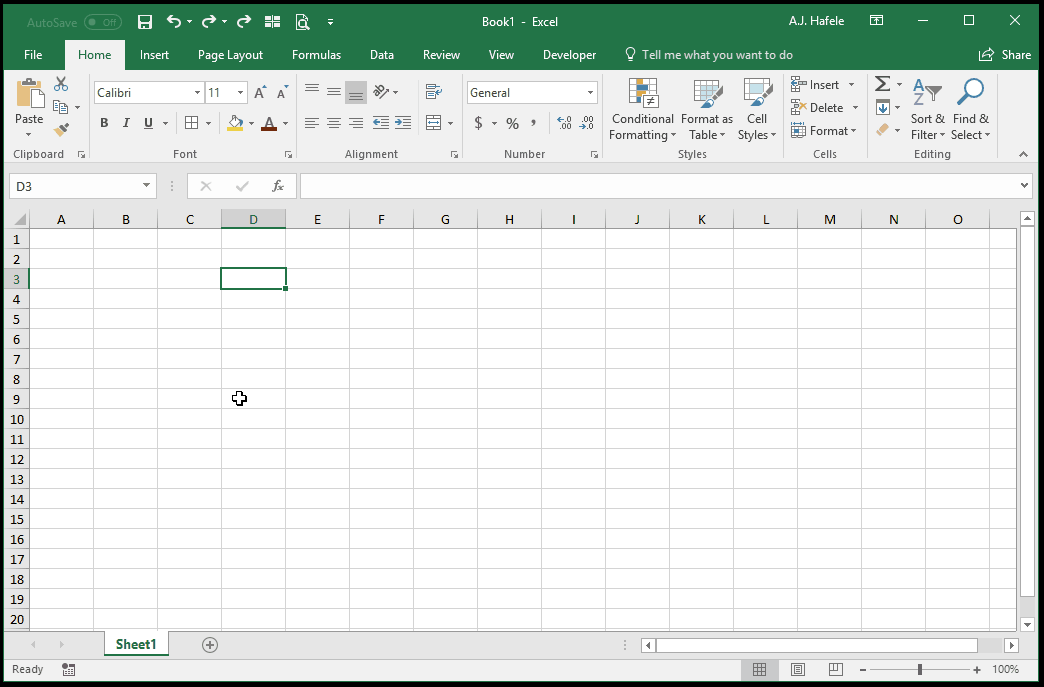 AutoSave Off Book1 - Excel A.J. Hafele
File Home Insert Page Layout Formulas Data Review View Developer Tell me what you want to do Share
Paste
Calibri 11
B I U A
General
$ % ,
Conditional Formatting
Format as Table
Cell Styles
Insert
Delete
Format
Sort & Filter
Find & Select
Clipboard Font Alignment Number Styles Cells Editing
D3 fx
A B C D E F G H I J K L M N O
1
2
3
4
5
6
7
8
9
10
11
12
13
14
15
16
17
18
19
20
Sheet1
Ready 100%